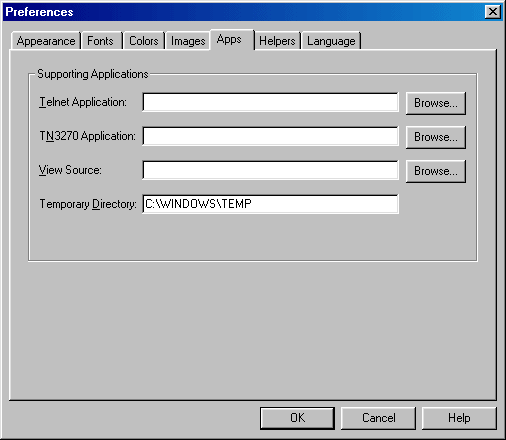 Preferences
Appearance Fonts Colors Images Apps Helpers Language
Supporting Applications
Telnet Application: Browse...
TN3270 Application: Browse...
View Source: Browse...
Temporary Directory: C:\WINDOWS\TEMP
OK Cancel Help